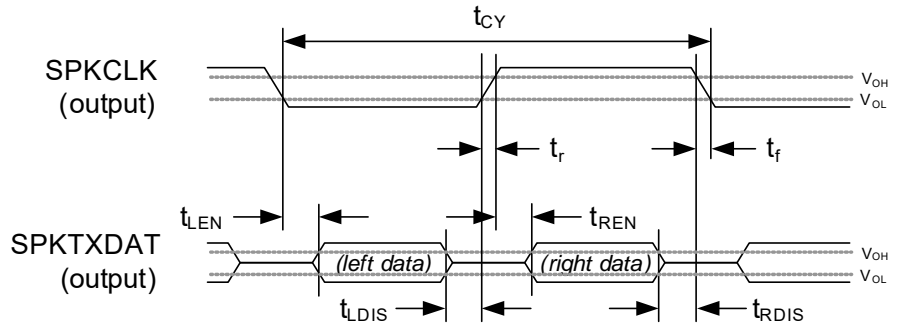 tCY
SPKCLK
(output)
VOH
VOL
tr
tf
tLEN
tREN
SPKTXDAT
(output)
(left data)
(right data)
VOH
VOL
tLDIS
tRDIS